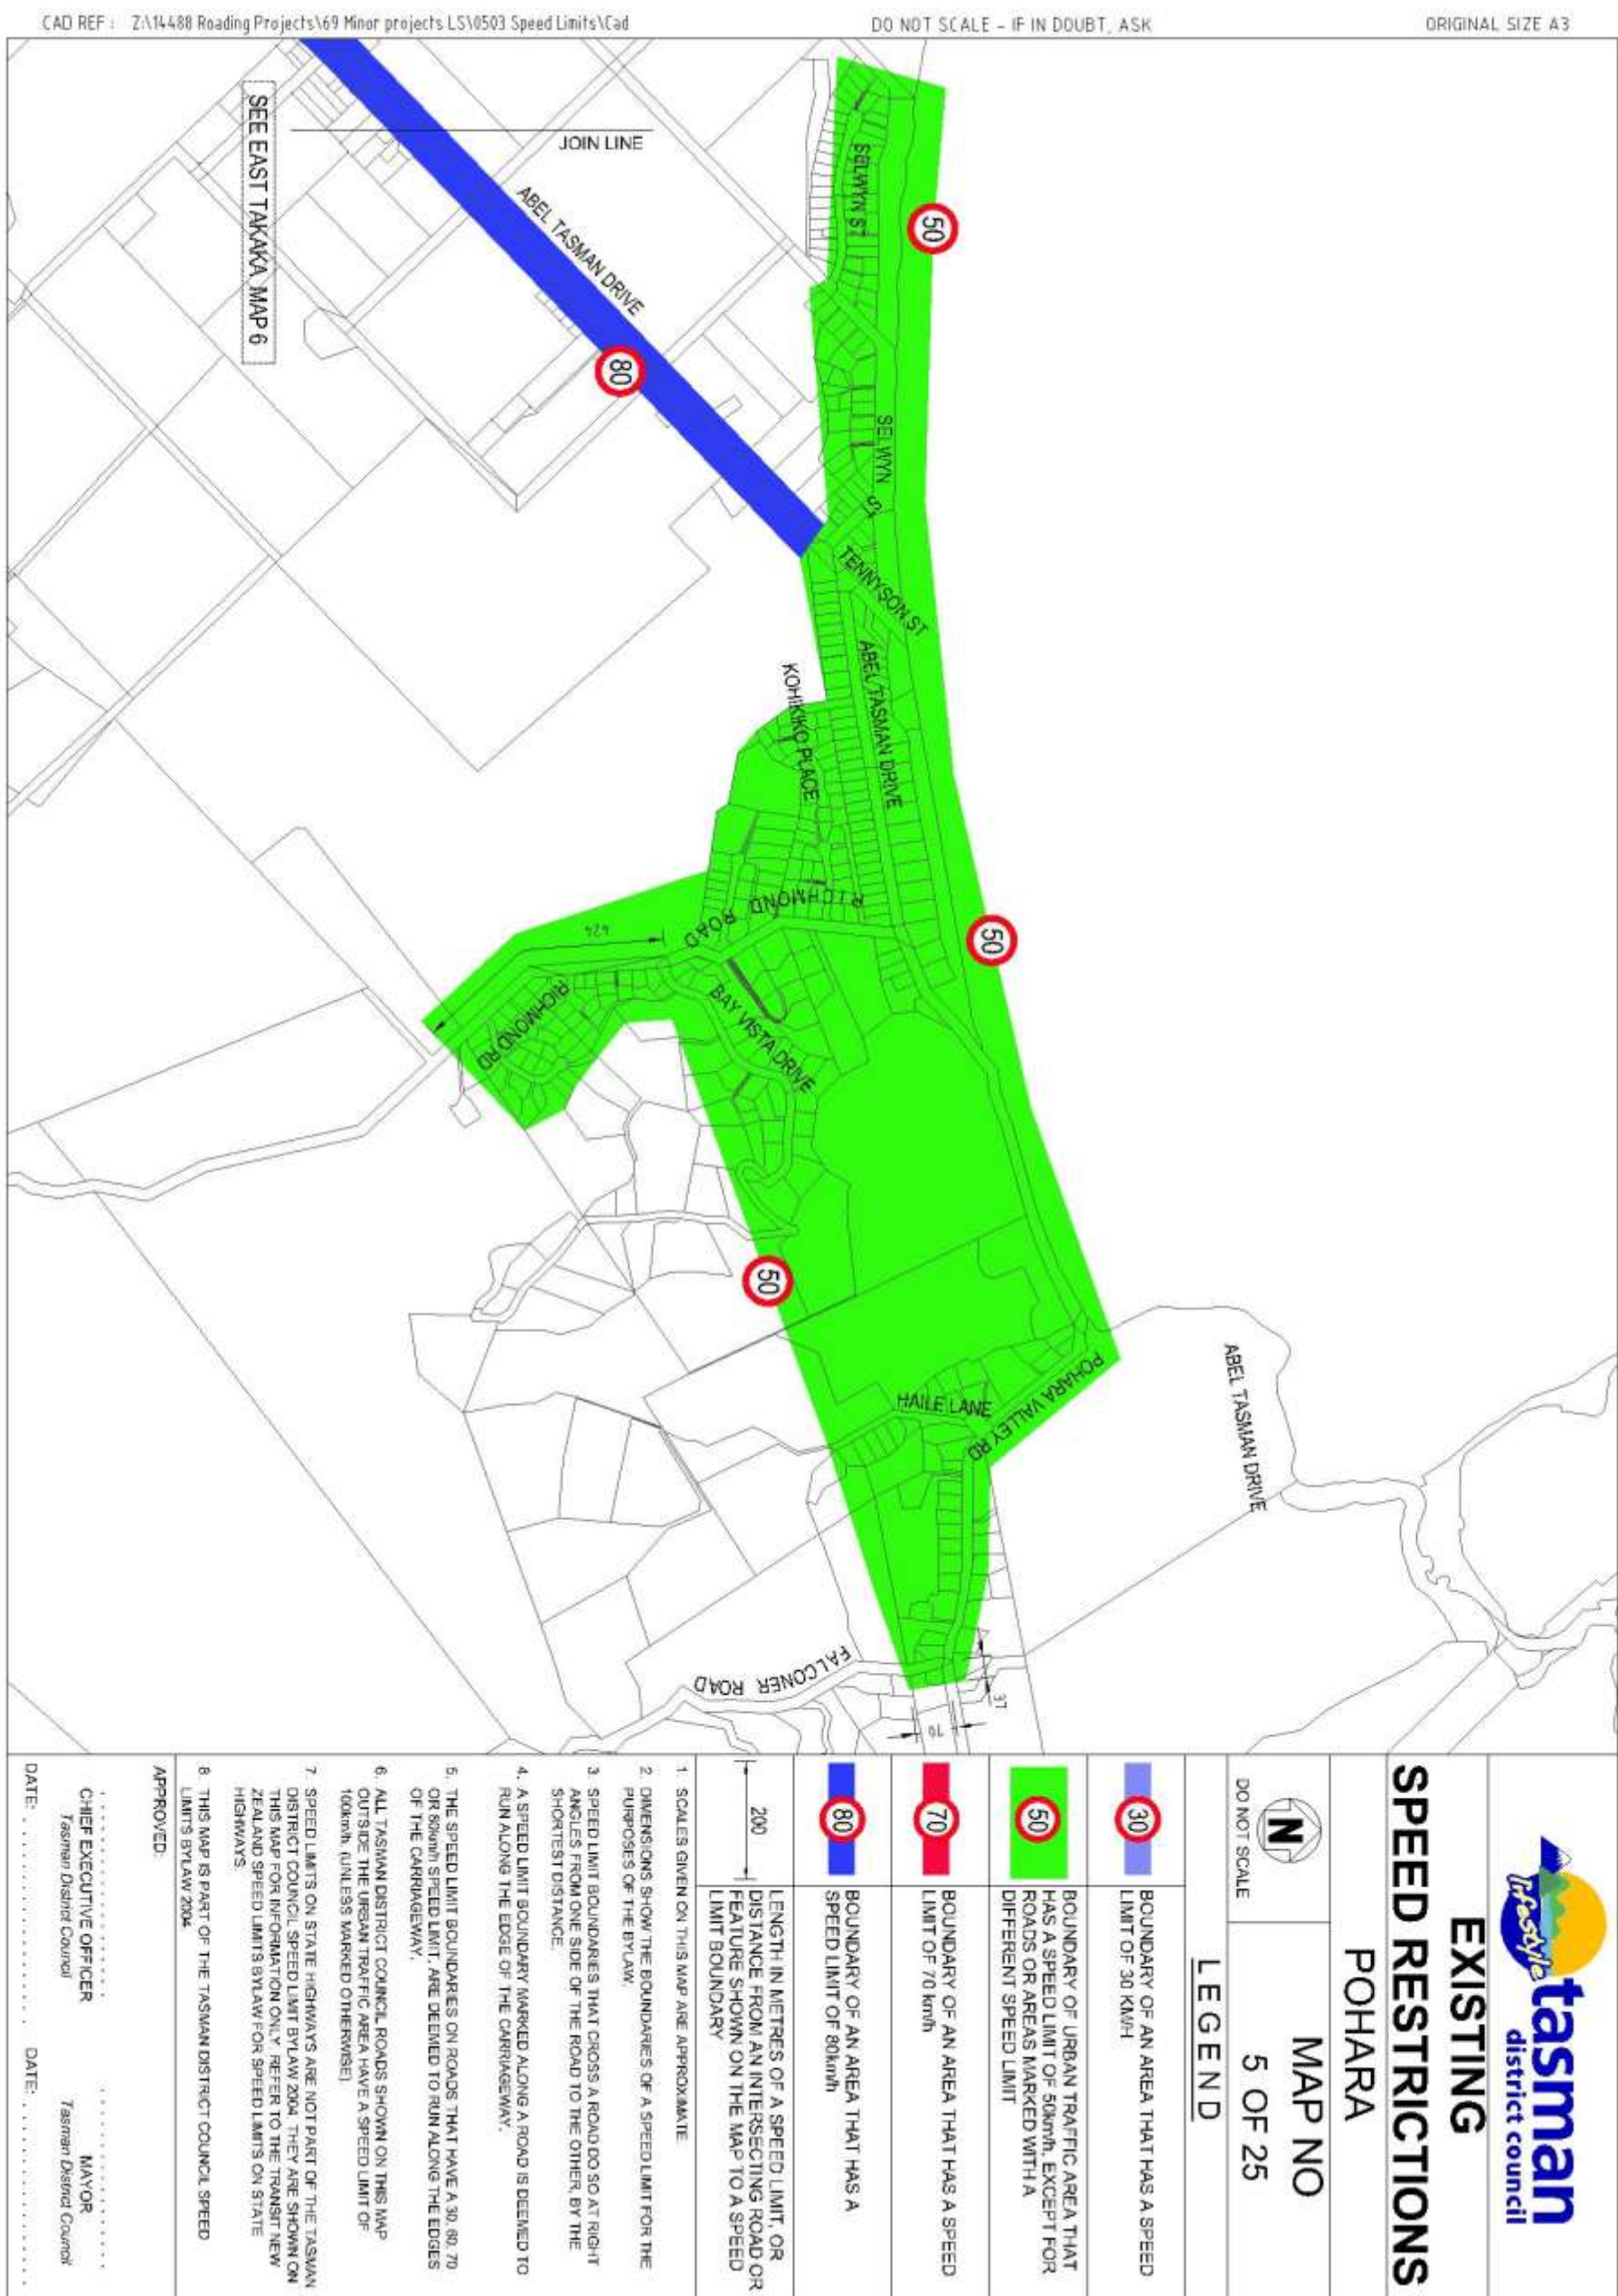 CAD REF : Z:\14488 Roading Projects\69 Minor projects LS\0503 Speed Limits\Cad
DO NOT SCALE - IF IN DOUBT, ASK
ORIGINAL SIZE A3
SEE EAST TAKAKA MAP 6
JOIN LINE
ABEL TASMAN DRIVE
80
SELWYN ST
50
SELWYN
ST
TENNYSON ST
ABEL TASMAN DRIVE
KOHIKIKO PLACE
RICHMOND ROAD
50
424
RICHMOND RD
BAY VISTA DRIVE
50
POHARA VALLEY RD
HAILE LANE
ABEL TASMAN DRIVE
FALCONER ROAD
37
70
lifestyle
tasman
district council
EXISTING
SPEED RESTRICTIONS
POHARA
N
DO NOT SCALE
MAP NO
5 OF 25
LEGEND
30
BOUNDARY OF AN AREA THAT HAS A SPEED
LIMIT OF 30 KM/H
50
BOUNDARY OF URBAN TRAFFIC AREA THAT
HAS A SPEED LIMIT OF 50km/h, EXCEPT FOR
ROADS OR AREAS MARKED WITH A
DIFFERENT SPEED LIMIT
70
BOUNDARY OF AN AREA THAT HAS A SPEED
LIMIT OF 70 km/h
80
BOUNDARY OF AN AREA THAT HAS A
SPEED LIMIT OF 80km/h
200
LENGTH IN METRES OF A SPEED LIMIT, OR
DISTANCE FROM AN INTERSECTING ROAD OR
FEATURE SHOWN ON THE MAP TO A SPEED
LIMIT BOUNDARY
1. SCALES GIVEN ON THIS MAP ARE APPROXIMATE.
2. DIMENSIONS SHOW THE BOUNDARIES OF A SPEED LIMIT FOR THE
PURPOSES OF THE BYLAW.
3. SPEED LIMIT BOUNDARIES THAT CROSS A ROAD DO SO AT RIGHT
ANGLES FROM ONE SIDE OF THE ROAD TO THE OTHER, BY THE
SHORTEST DISTANCE.
4. A SPEED LIMIT BOUNDARY MARKED ALONG A ROAD IS DEEMED TO
RUN ALONG THE EDGE OF THE CARRIAGEWAY.
5. THE SPEED LIMIT BOUNDARIES ON ROADS THAT HAVE A 30, 60, 70
OR 80km/h SPEED LIMIT, ARE DEEMED TO RUN ALONG THE EDGES
OF THE CARRIAGEWAY.
6. ALL TASMAN DISTRICT COUNCIL ROADS SHOWN ON THIS MAP
OUTSIDE THE URBAN TRAFFIC AREA HAVE A SPEED LIMIT OF
100km/h (UNLESS MARKED OTHERWISE).
7. SPEED LIMITS ON STATE HIGHWAYS ARE NOT PART OF THE TASMAN
DISTRICT COUNCIL SPEED LIMIT BYLAW 2004. THEY ARE SHOWN ON
THIS MAP FOR INFORMATION ONLY. REFER TO THE TRANSIT NEW
ZEALAND SPEED LIMITS BYLAW FOR SPEED LIMITS ON STATE
HIGHWAYS.
8. THIS MAP IS PART OF THE TASMAN DISTRICT COUNCIL SPEED
LIMITS BYLAW 2004.
APPROVED:
CHIEF EXECUTIVE OFFICER
Tasman District Council
MAYOR
Tasman District Council
DATE:
DATE: